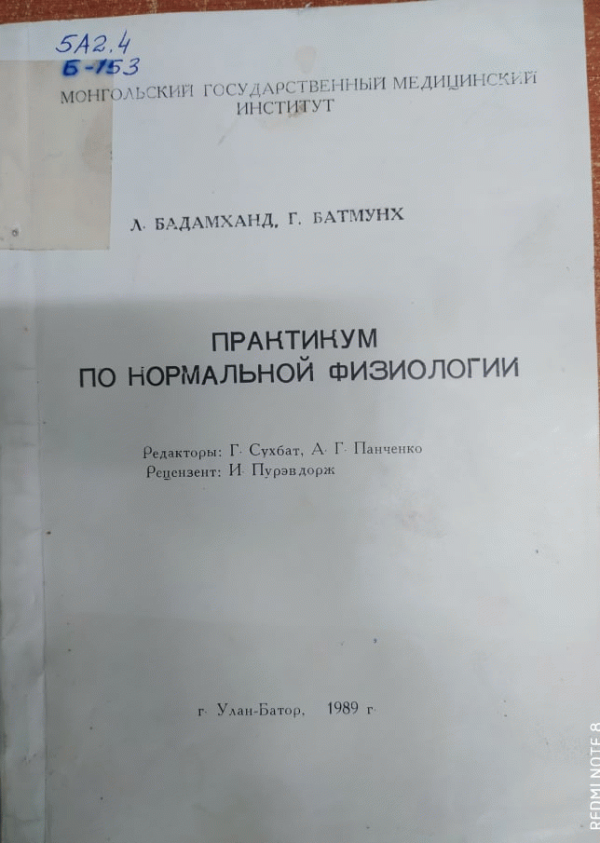 5А2.4
Б-153
МОНГОЛЬСКИЙ ГОСУДАРСТВЕННЫЙ МЕДИЦИНСКИЙ
ИНСТИТУТ
Л. БАДАМХАНД, Г. БАТМУНХ
ПРАКТИКУМ
ПО НОРМАЛЬНОЙ ФИЗИОЛОГИИ
Редакторы: Г. Сухбат, А. Г. Панченко
Рецензент: И. Пурэвдорж
г. Улан-Батор, 1989 г.
REDMI NOTE 8